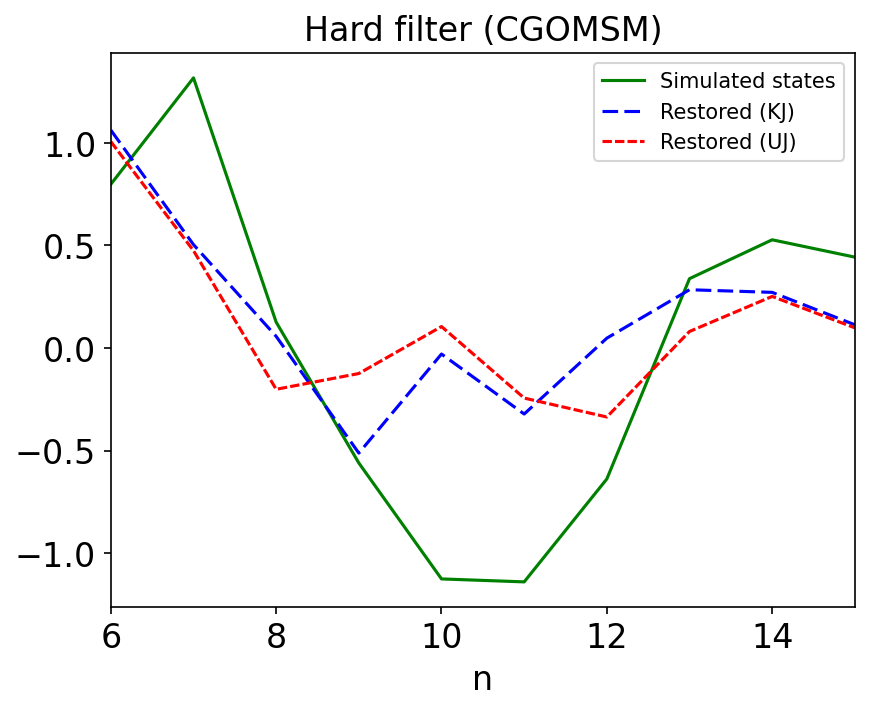 Hard filter (CGOMSM)
Simulated states
Restored (KJ)
Restored (UJ)
1.0
0.5
0.0
−0.5
−1.0
6 8 10 12 14
n